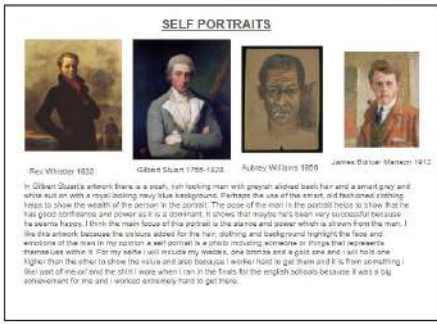 SELF PORTRAITS
Rex Whistler 1932
Gilbert Stuart 1755-1828
Aubrey Williams 1956
James Bolivar Manson 1912
In Gilbert Stuart's artwork there is a posh, rich looking man with greyish slicked back hair and a smart grey and
white suit on with a royal looking navy blue background. Perhaps the use of the smart, old fashioned clothing
helps to show the wealth of the person in the portrait. The pose of the man in the portrait helps to show that he
has good confidence and power as it is a dominant. It shows that maybe he's been very successful because
he seems happy. I think the main focus of this portrait is the stance and power which is shown from the man. I
like this artwork because the colours added for the hair, clothing and background highlight the face and
emotions of the man in my opinion a self portrait is a photo including someone or things that represents
themselves within it. For my selfie I will include my medals, one bronze and a gold one and I will hold one
higher than the other to show the value and also because I worker hard to get them and it is from something I
like/ part of me or/ and the shirt I wore when I ran in the finals for the english schools because it was a big
achievement for me and I worked extremely hard to get there.